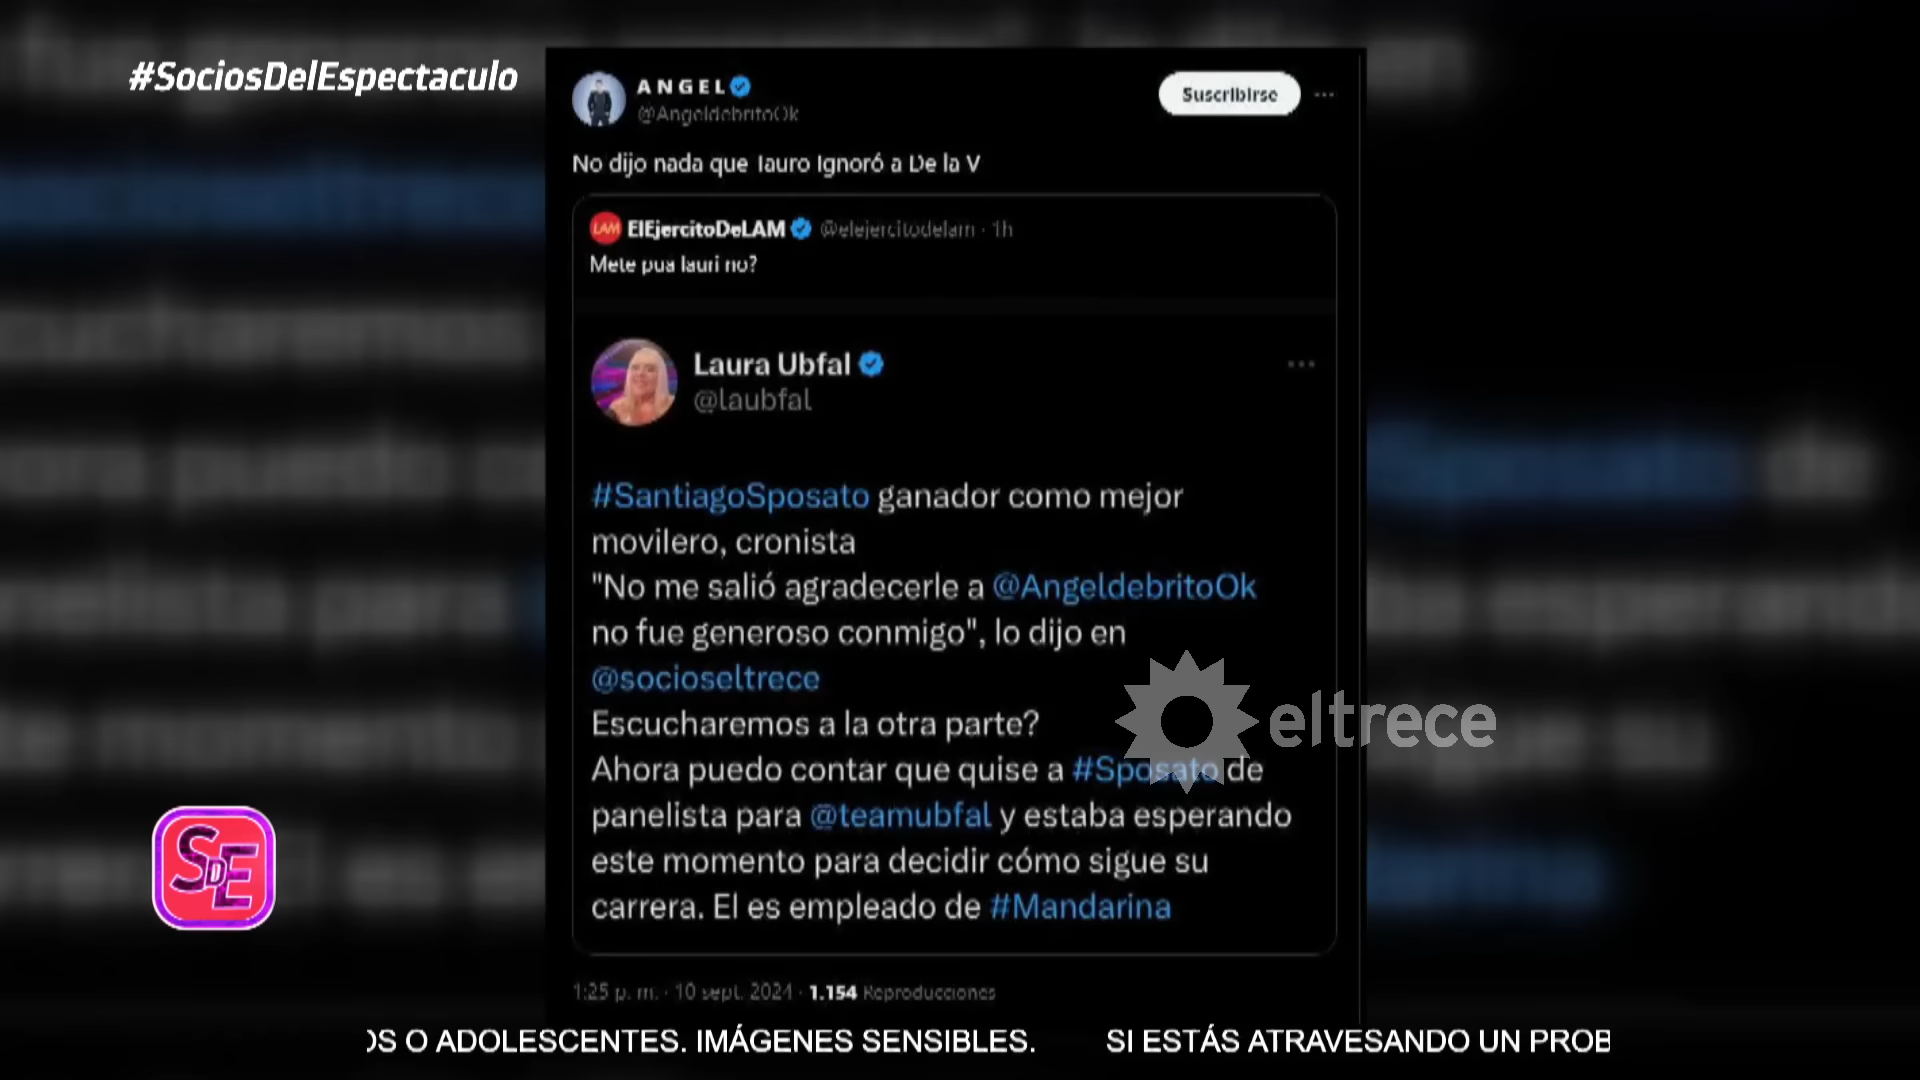 #SociosDelEspectaculo
ANGEL
@AngeldebritoOk
Suscribirse
No dijo nada que Tauro Ignoró a De la V
LAM ElEjercitoDeLAM @elejercitodelam · 1h
Mete pua lauri no?
Laura Ubfal
@laubfal
#SantiagoSposato ganador como mejor
movilero, cronista
"No me salió agradecerle a @AngeldebritoOk
no fue generoso conmigo", lo dijo en
@socioseltrece
Escucharemos a la otra parte?
Ahora puedo contar que quise a #Sposato de
panelista para @teamubfal y estaba esperando
este momento para decidir cómo sigue su
carrera. El es empleado de #Mandarina
eltrece
SDE
1:25 p. m. · 10 sept. 2024 · 1.154 Reproducciones
OS O ADOLESCENTES. IMÁGENES SENSIBLES. SI ESTÁS ATRAVESANDO UN PROB